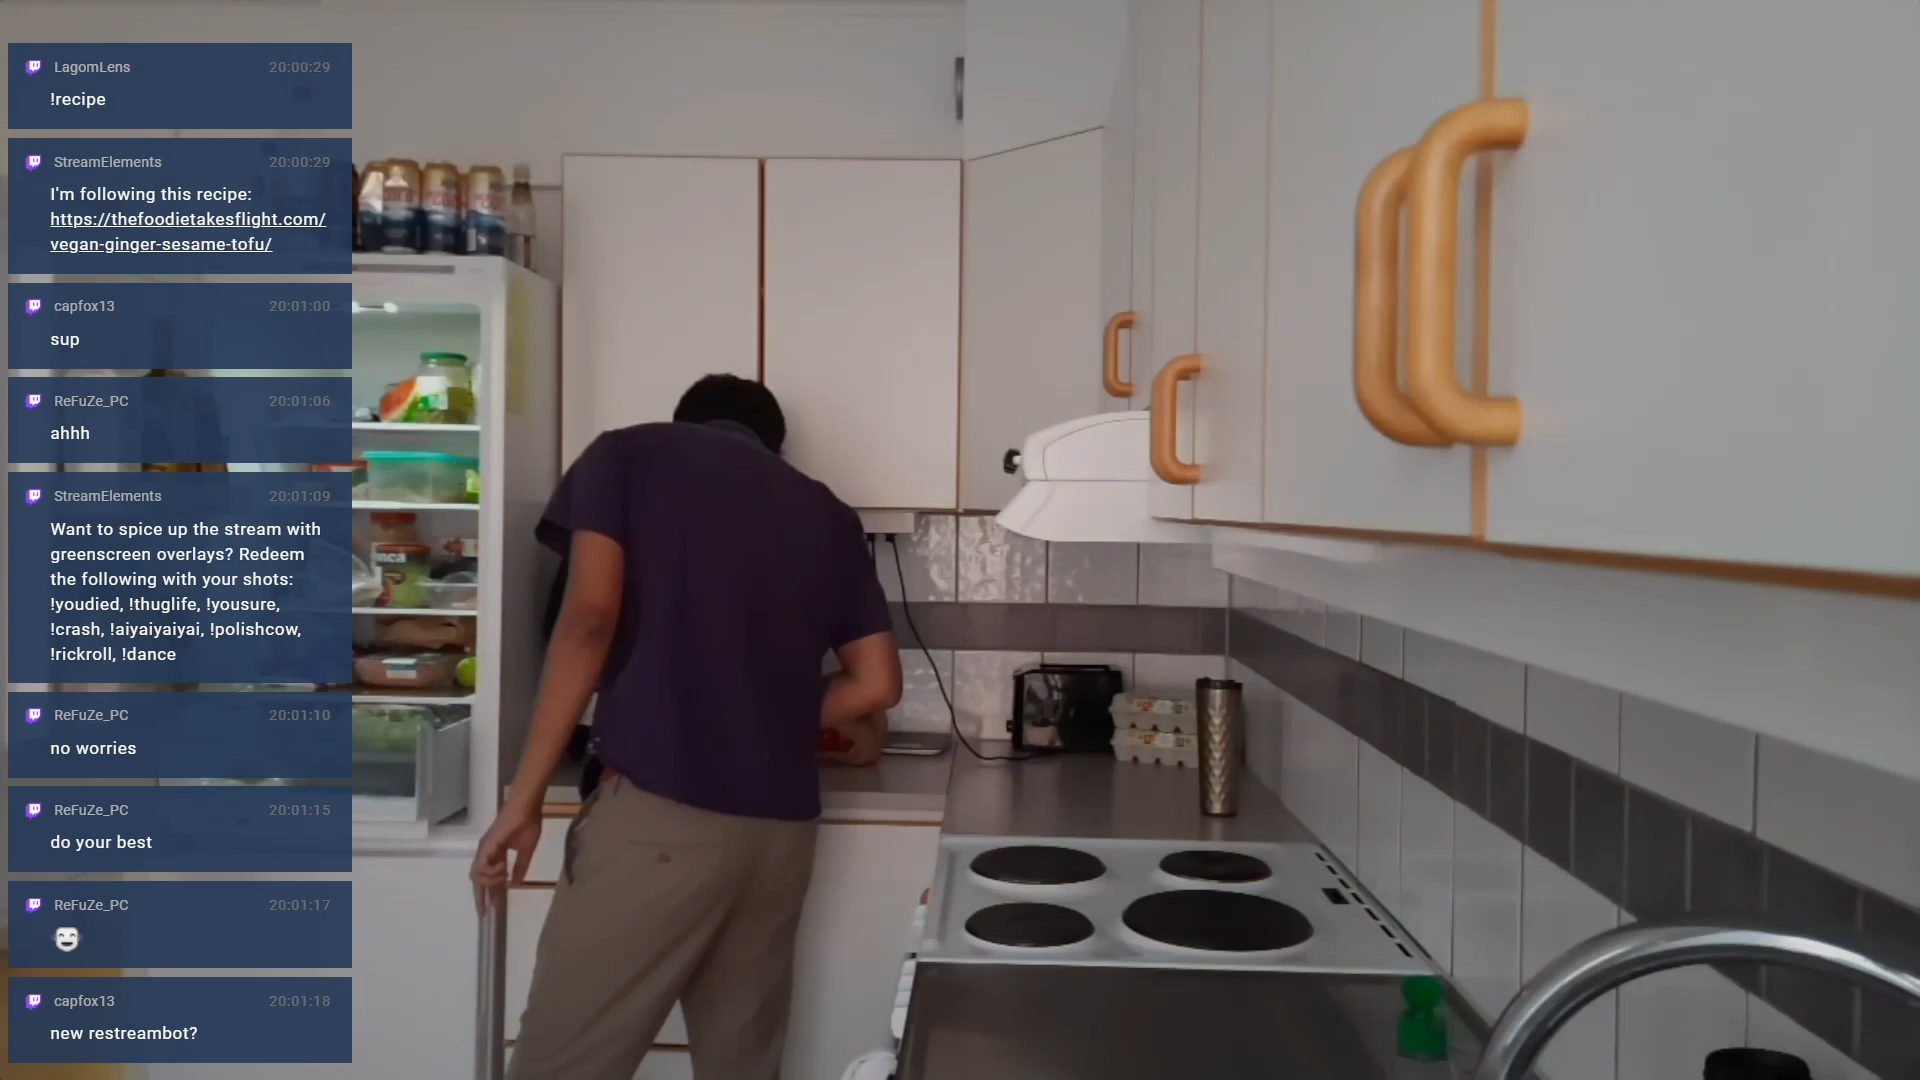 LagomLens 20:00:29
!recipe
StreamElements 20:00:29
I'm following this recipe:
https://thefoodietakesflight.com/
vegan-ginger-sesame-tofu/
capfox13 20:01:00
sup
ReFuZe_PC 20:01:06
ahhh
StreamElements 20:01:09
Want to spice up the stream with
greenscreen overlays? Redeem
the following with your shots:
!youdied, !thuglife, !yousure,
!crash, !aiyaiyaiyai, !polishcow,
!rickroll, !dance
ReFuZe_PC 20:01:10
no worries
ReFuZe_PC 20:01:15
do your best
ReFuZe_PC 20:01:17
capfox13 20:01:18
new restreambot?